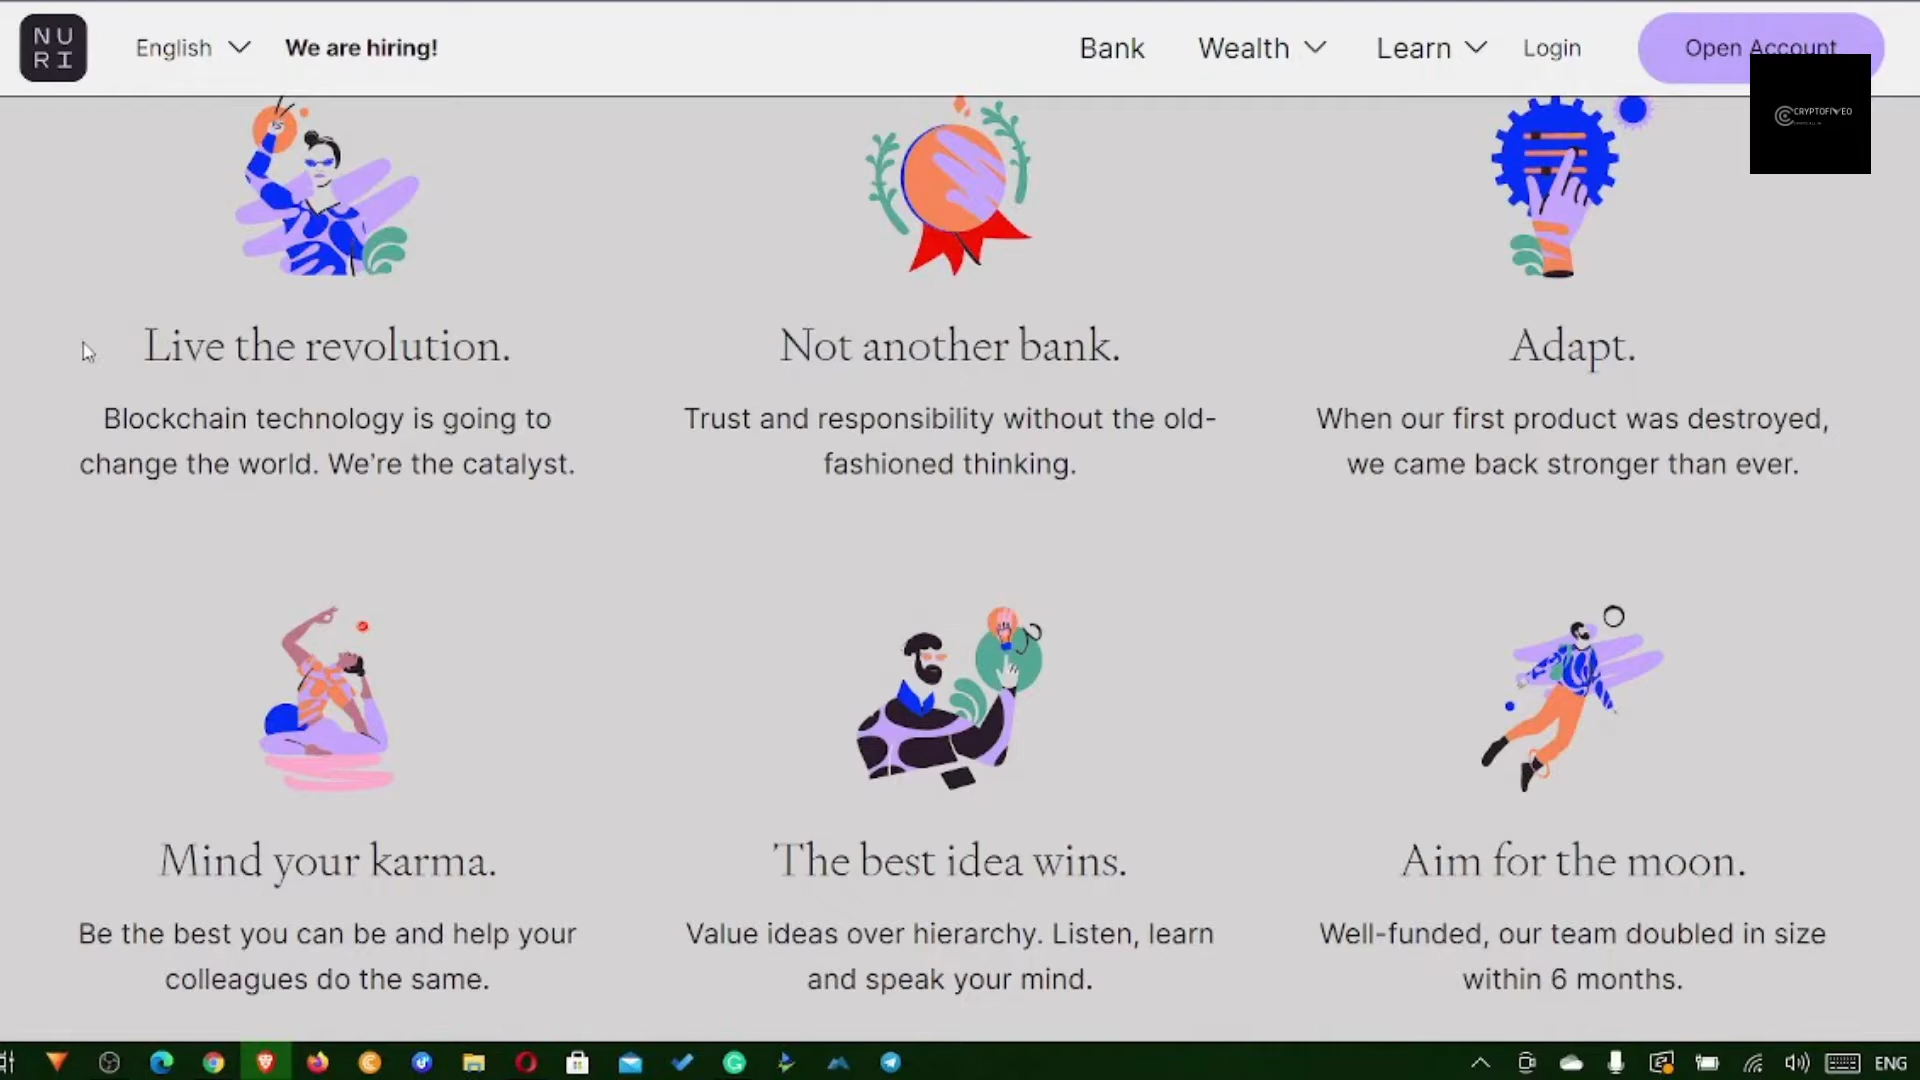 NU
RI
English
We are hiring!
Bank
Wealth
Learn
Login
Open Account
CRYPTOFIVEO
Live the revolution.
Blockchain technology is going to
change the world. We're the catalyst.
Not another bank.
Trust and responsibility without the old-
fashioned thinking.
Adapt.
When our first product was destroyed,
we came back stronger than ever.
Mind your karma.
Be the best you can be and help your
colleagues do the same.
The best idea wins.
Value ideas over hierarchy. Listen, learn
and speak your mind.
Aim for the moon.
Well-funded, our team doubled in size
within 6 months.
ENG